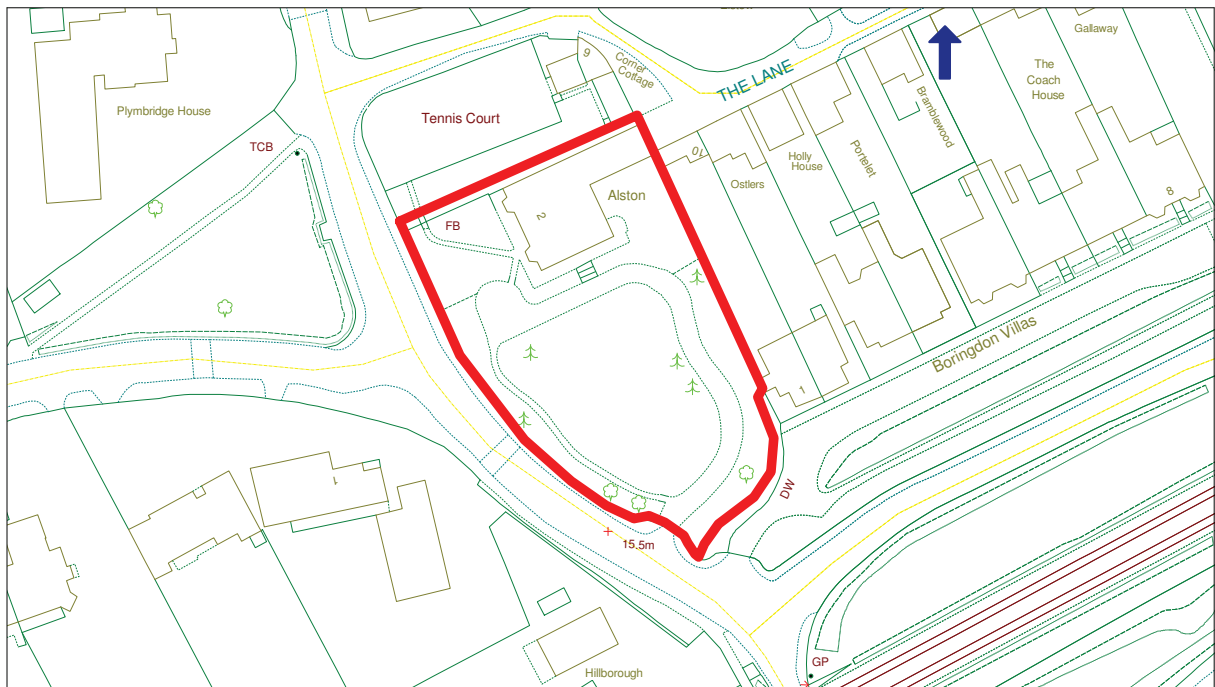 Gallaway
6
Corner
Cottage
THE LANE
The
Coach
House
Plymbridge House
Tennis Court
Bramblewood
TCB
10
Holly
House
Portelet
Ostlers
8
Alston
2
FB
Boringdon Villas
1
1
DW
15.5m
GP
Hillborough